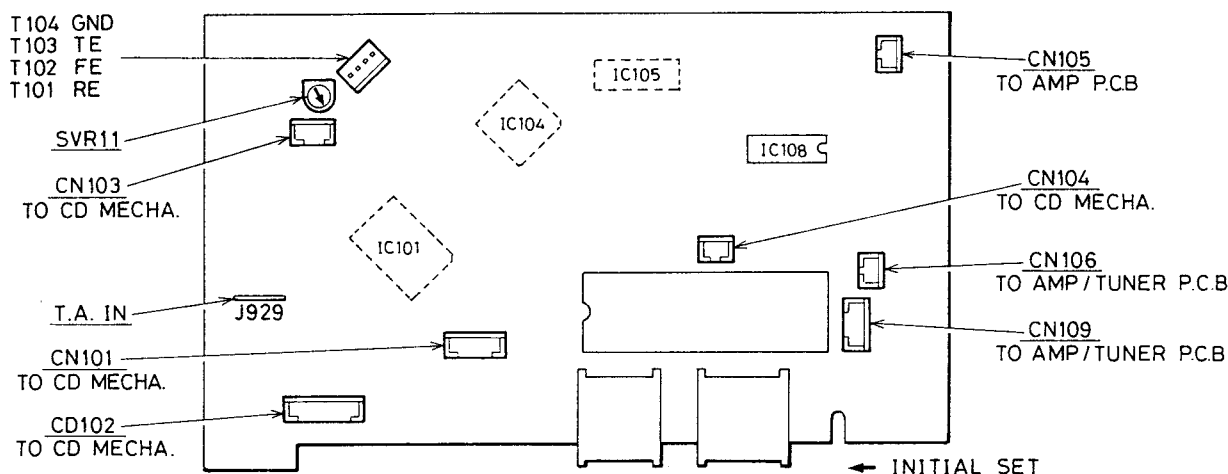 T104 GND
T103 TE
T102 FE
T101 RE
SVR11
CN103
TO CD MECHA.
T.A. IN
J929
CN101
TO CD MECHA.
CD102
TO CD MECHA.
IC101
IC104
IC105
IC108
CN105
TO AMP P.C.B
CN104
TO CD MECHA.
CN106
TO AMP/TUNER P.C.B
CN109
TO AMP/TUNER P.C.B
← INITIAL SET